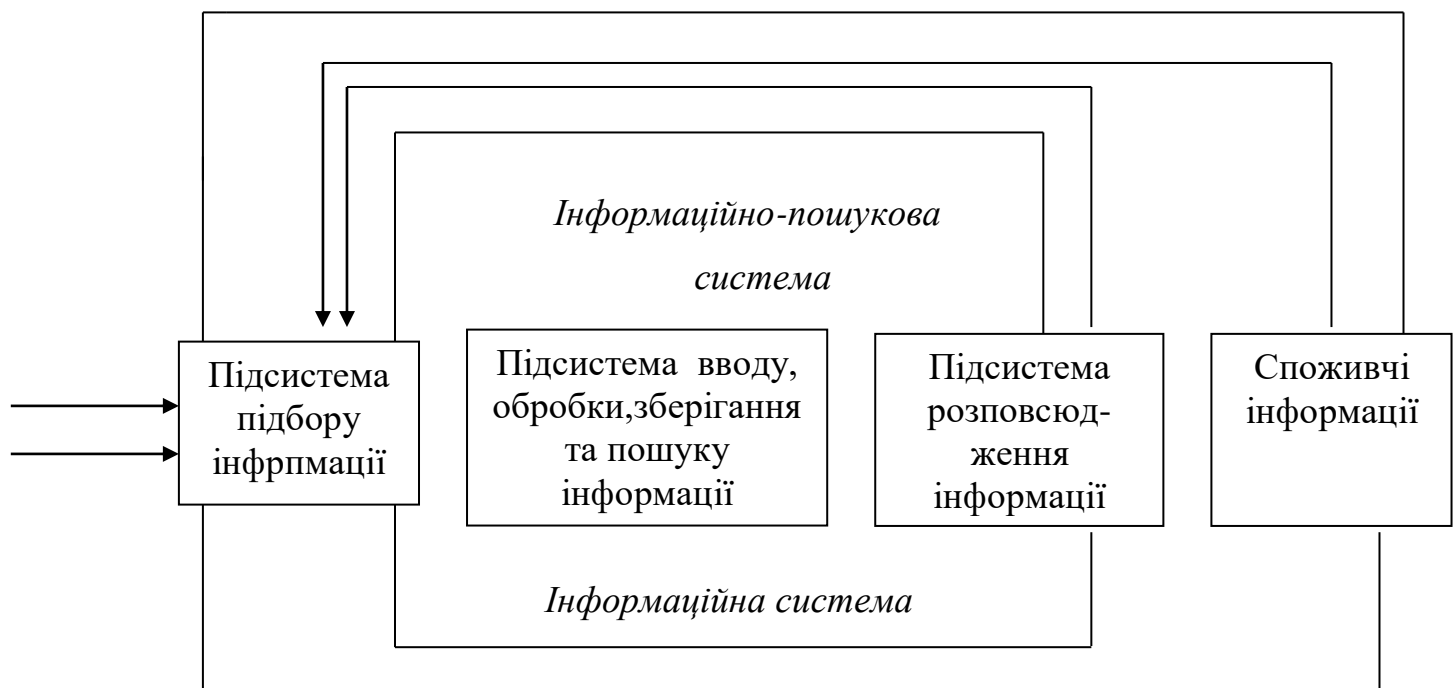 Інформаційно-пошукова
система
Підсистема
підбору
інфрпмації
Підсистема вводу,
обробки,зберігання
та пошуку
інформації
Підсистема
розповсюд-
ження
інформації
Споживчі
інформації
Інформаційна система